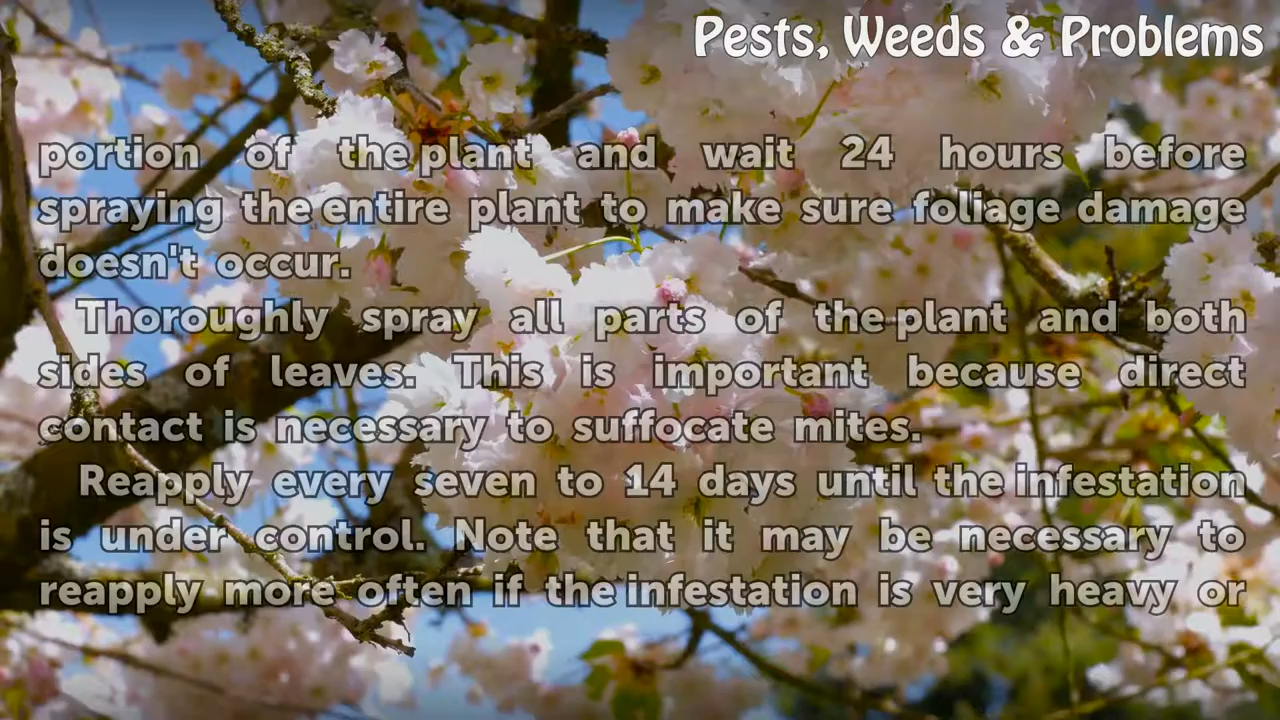 Pests, Weeds & Problems
portion of the plant and wait 24 hours before
spraying the entire plant to make sure foliage damage
doesn't occur.
Thoroughly spray all parts of the plant and both
sides of leaves. This is important because direct
contact is necessary to suffocate mites.
Reapply every seven to 14 days until the infestation
is under control. Note that it may be necessary to
reapply more often if the infestation is very heavy or